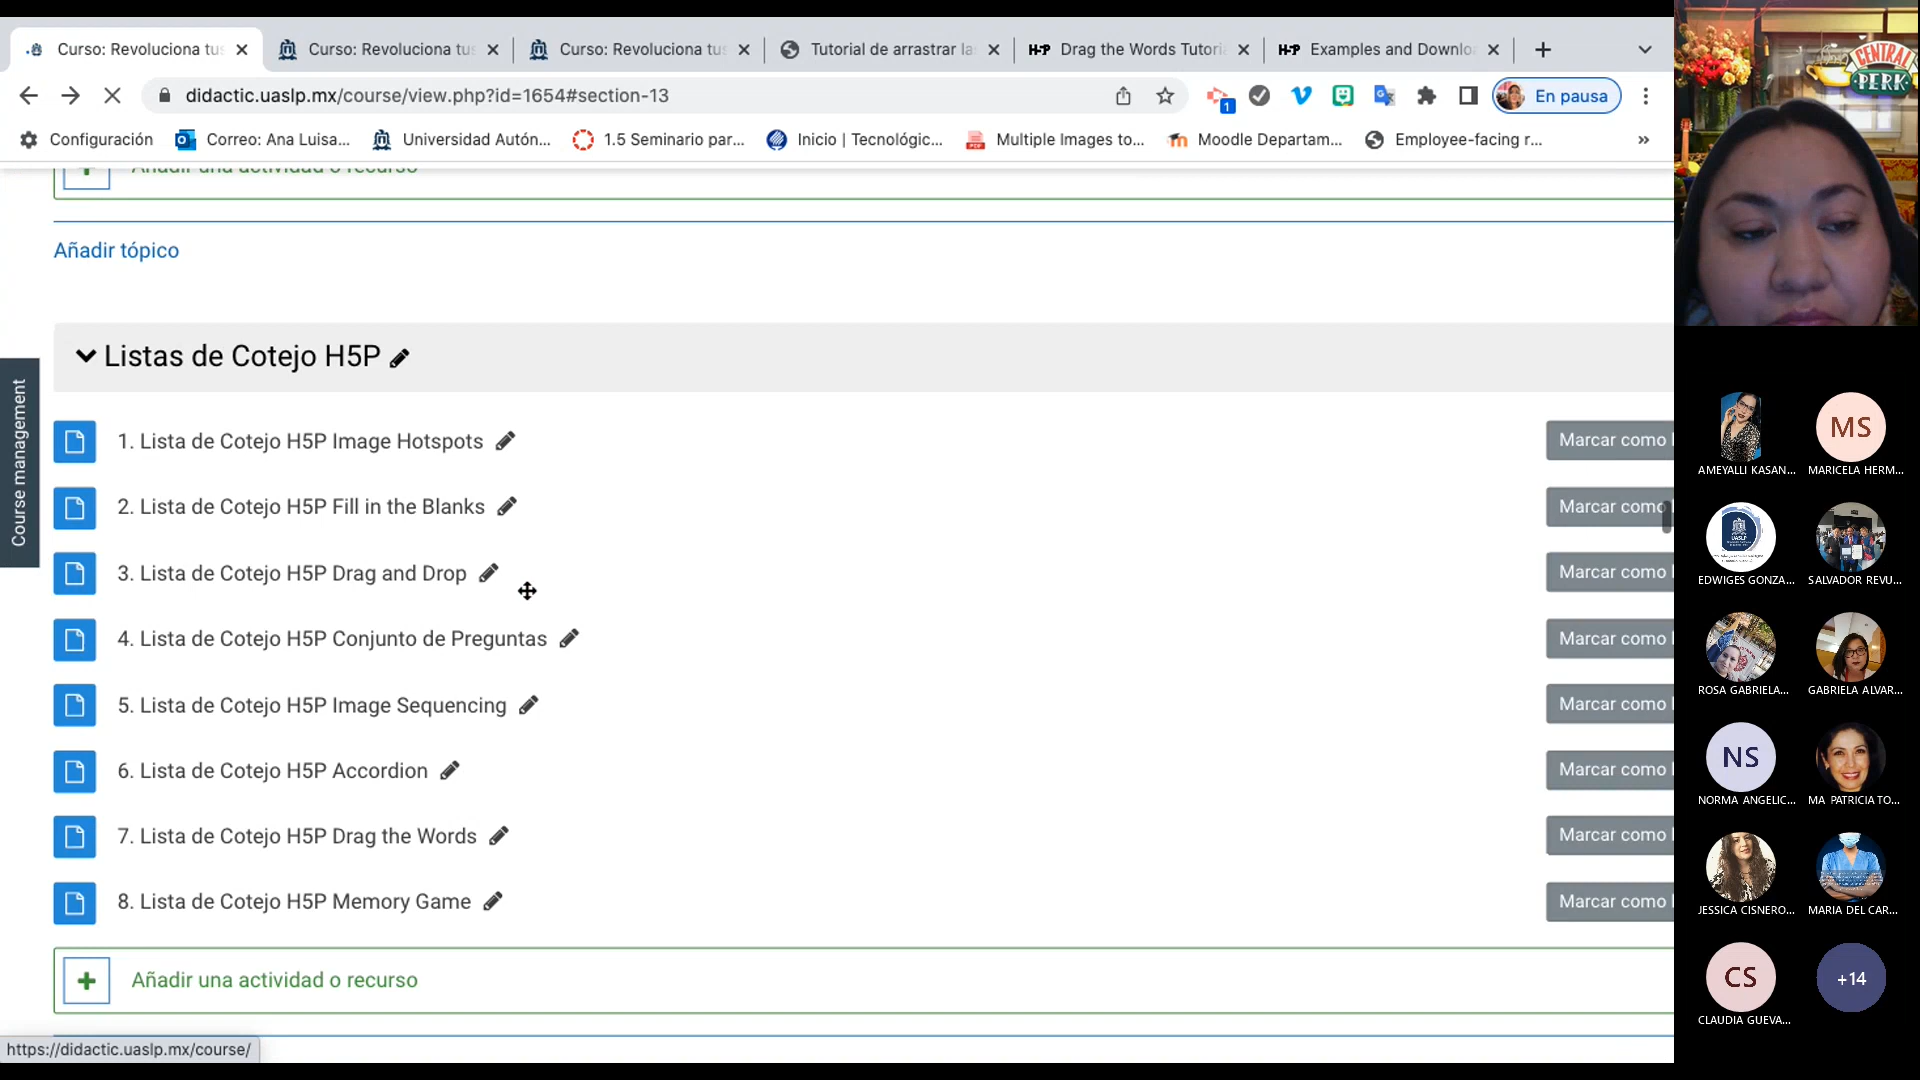 Curso: Revoluciona tus
Curso: Revoluciona tus
Curso: Revoluciona tus
Tutorial de arrastrar la
H-P Drag the Words Tutori
H-P Examples and Downlo
didactic.uaslp.mx/course/view.php?id=1654#section-13
1
En pausa
Configuración
Correo: Ana Luisa...
Universidad Autón...
1.5 Seminario par...
Inicio | Tecnológic...
Multiple Images to...
Moodle Departam...
Employee-facing r...
»
Añadir una actividad o recurso
Añadir tópico
Listas de Cotejo H5P
Course management
1. Lista de Cotejo H5P Image Hotspots
Marcar como
2. Lista de Cotejo H5P Fill in the Blanks
Marcar como
3. Lista de Cotejo H5P Drag and Drop
Marcar como
4. Lista de Cotejo H5P Conjunto de Preguntas
Marcar como
5. Lista de Cotejo H5P Image Sequencing
Marcar como
6. Lista de Cotejo H5P Accordion
Marcar como
7. Lista de Cotejo H5P Drag the Words
Marcar como
8. Lista de Cotejo H5P Memory Game
Marcar como
Añadir una actividad o recurso
https://didactic.uaslp.mx/course/
CENTRAL
PERK
MS
AMEYALLI KASAN...
MARICELA HERM...
UASLP
EDWIGES GONZA...
SALVADOR REVU...
ROSA GABRIELA...
GABRIELA ALVAR...
NS
NORMA ANGELIC...
MA PATRICIA TO...
JESSICA CISNERO...
MARIA DEL CAR...
CS
+14
CLAUDIA GUEVA...